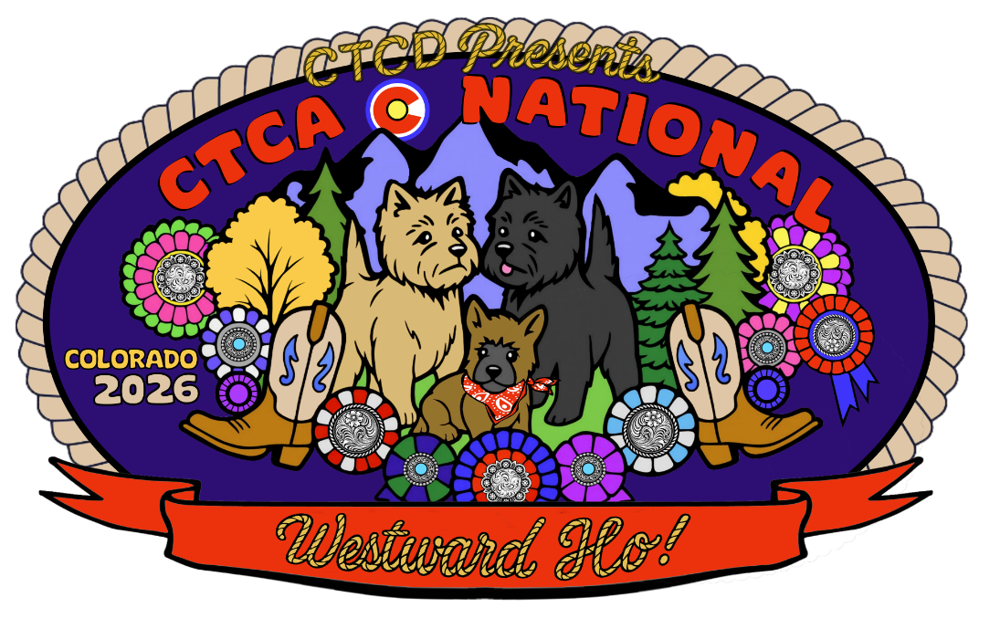 CTCD Presents
CTCA C NATIONAL
COLORADO
2026
Westward Ho!